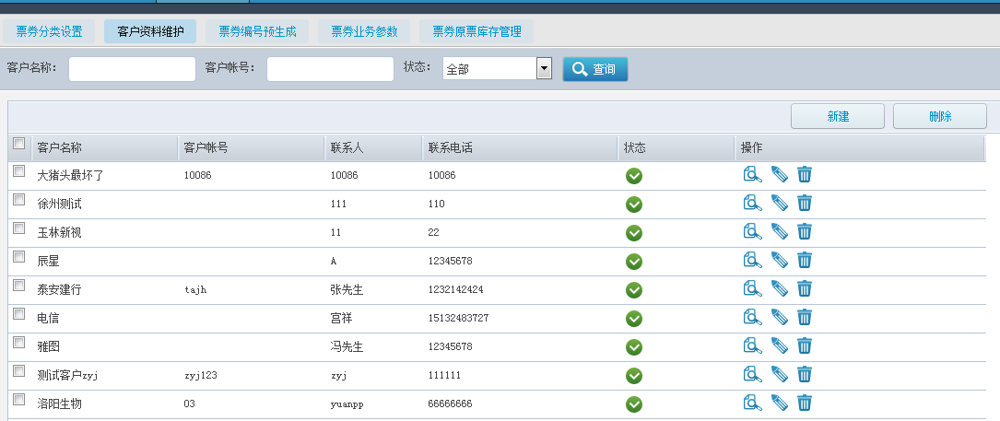 票券分类设置 客户资料维护 票券编号预生成 票券业务参数 票券原票库存管理
客户名称： 客户帐号： 状态： 全部 查询
新建 删除
客户名称 客户帐号 联系人 联系电话 状态 操作
大猪头最坏了 10086 10086 10086
徐州测试 111 110
玉林新视 11 22
辰星 A 12345678
泰安建行 tajh 张先生 1232142424
电信 宫祥 15132483727
雅图 冯先生 12345678
测试客户zyj zyj123 zyj 111111
洛阳生物 03 yuanpp 66666666